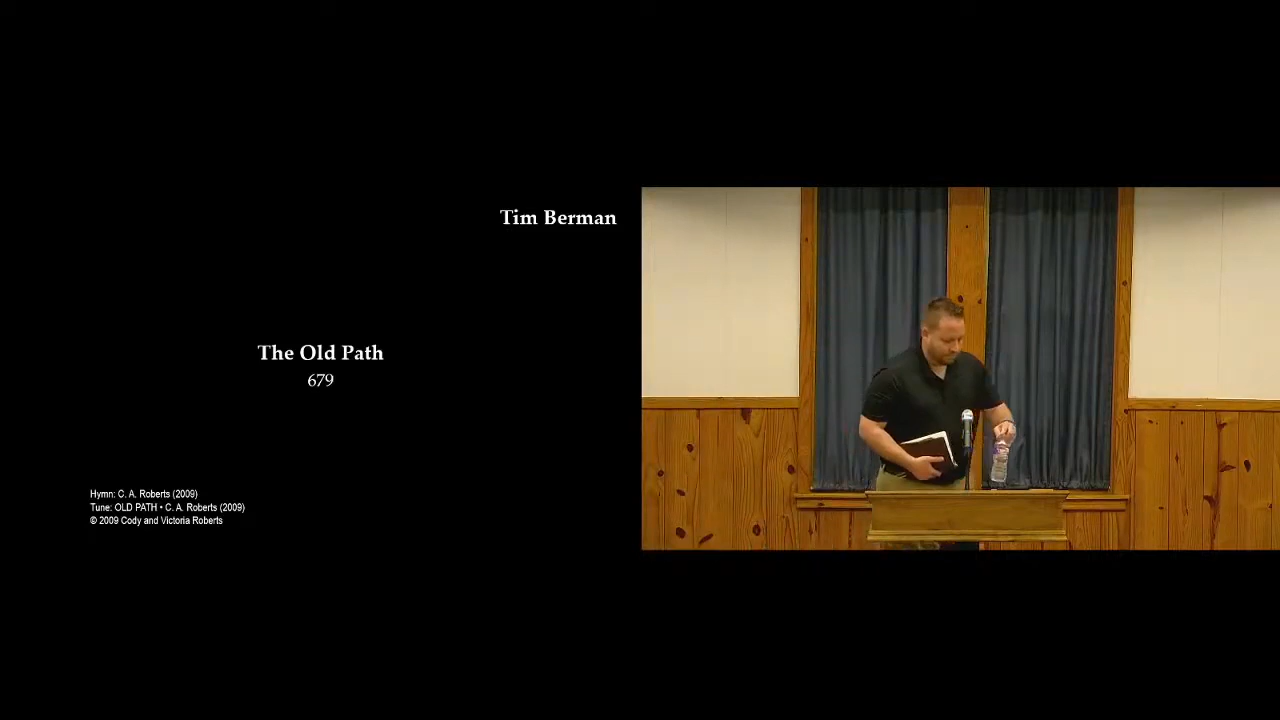 Tim Berman
The Old Path
679
Hymn: C. A. Roberts (2009)
Tune: OLD PATH • C. A. Roberts (2009)
© 2009 Cody and Victoria Roberts